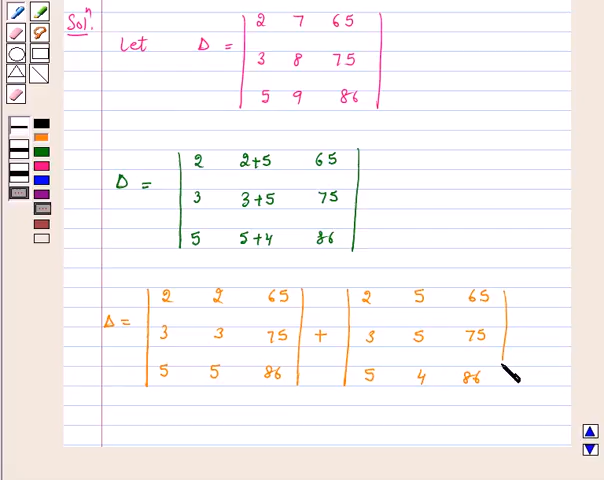 Solⁿ.
Let Δ = | 2 7 65 |
| 3 8 75 |
| 5 9 86 |
Δ = | 2 2+5 65 |
| 3 3+5 75 |
| 5 5+4 86 |
Δ = | 2 2 65 | + | 2 5 65 |
| 3 3 75 | | 3 5 75 |
| 5 5 86 | | 5 4 86 |